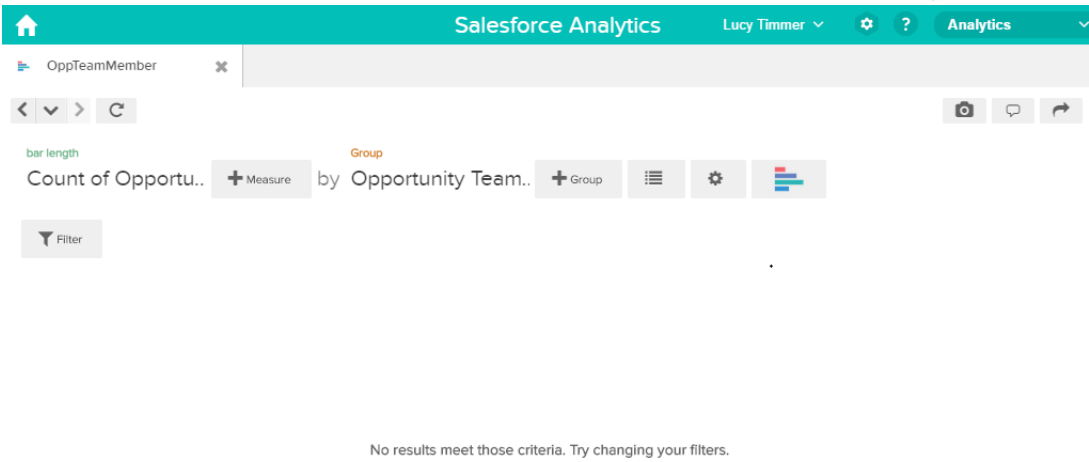 Salesforce Analytics Lucy Timmer ? Analytics
OppTeamMember
bar length Group
Count of Opportu.. Measure by Opportunity Team.. Group
Filter
No results meet those criteria. Try changing your filters.